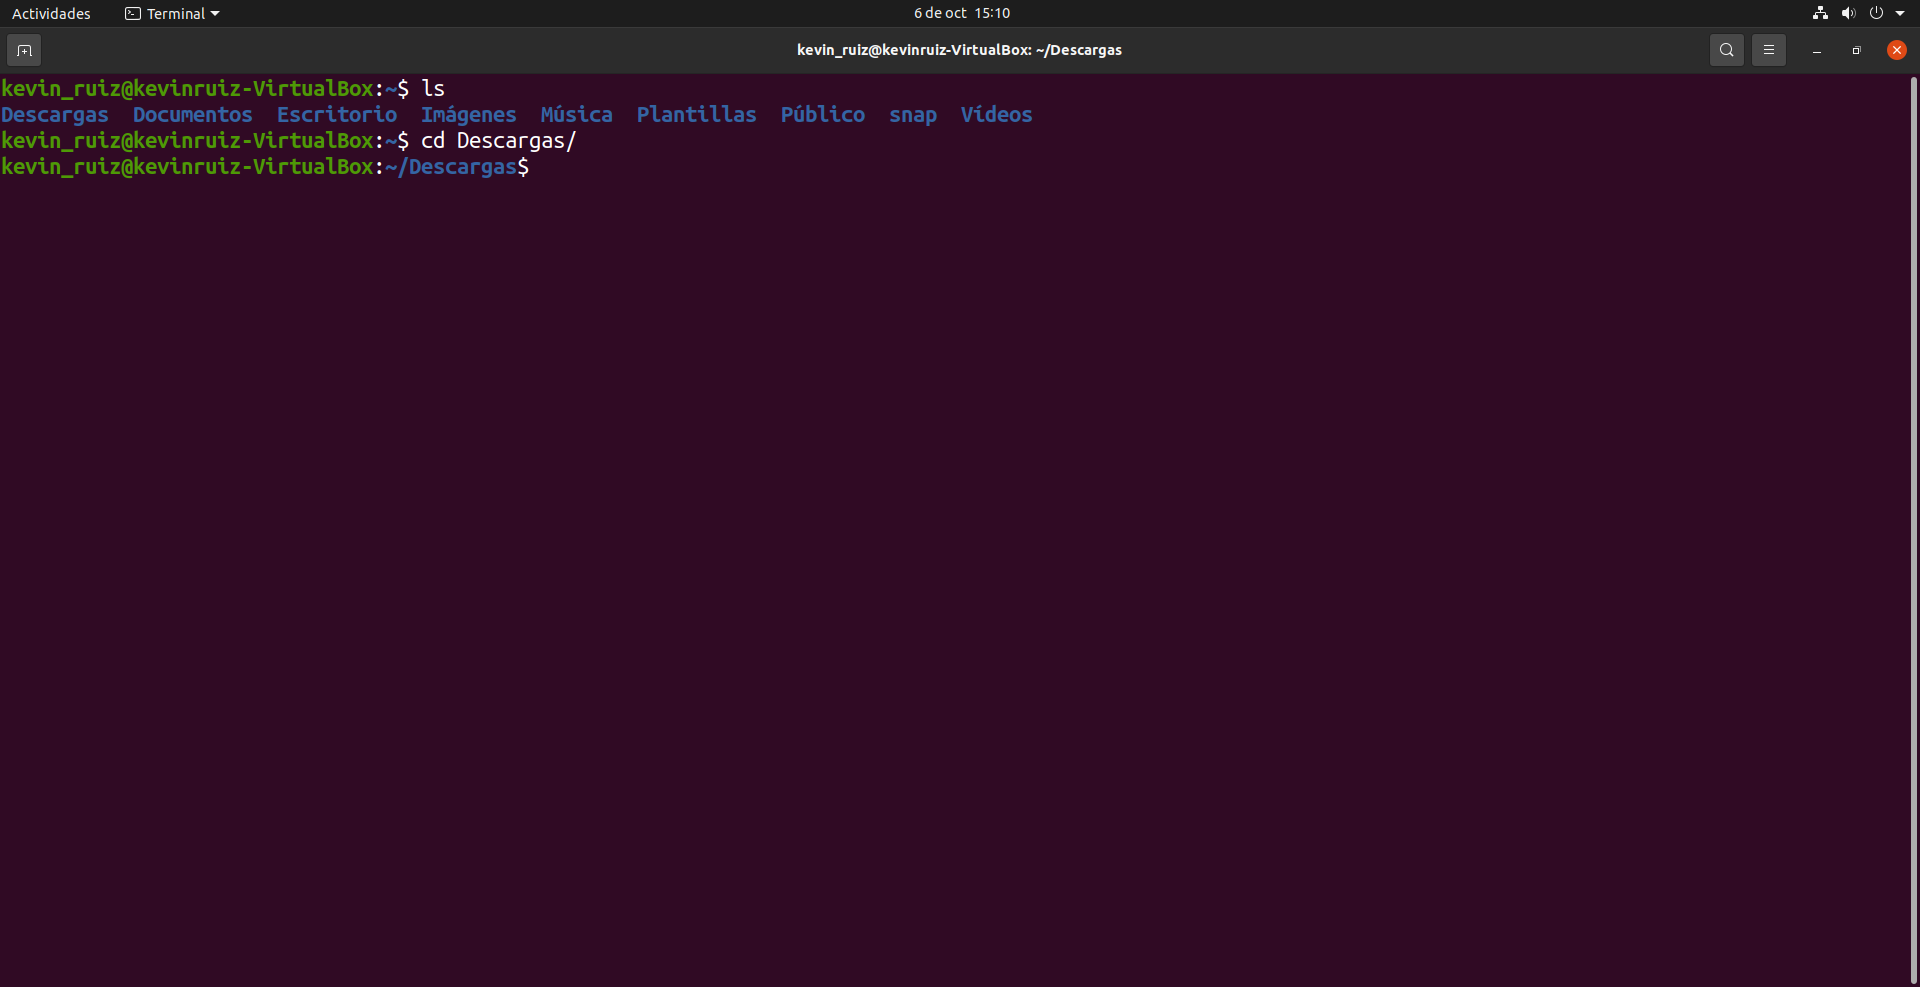 Actividades Terminal 6 de oct 15:10
kevin_ruiz@kevinruiz-VirtualBox: ~/Descargas
kevin_ruiz@kevinruiz-VirtualBox:~$ ls
Descargas Documentos Escritorio Imágenes Música Plantillas Público snap Vídeos
kevin_ruiz@kevinruiz-VirtualBox:~$ cd Descargas/
kevin_ruiz@kevinruiz-VirtualBox:~/Descargas$